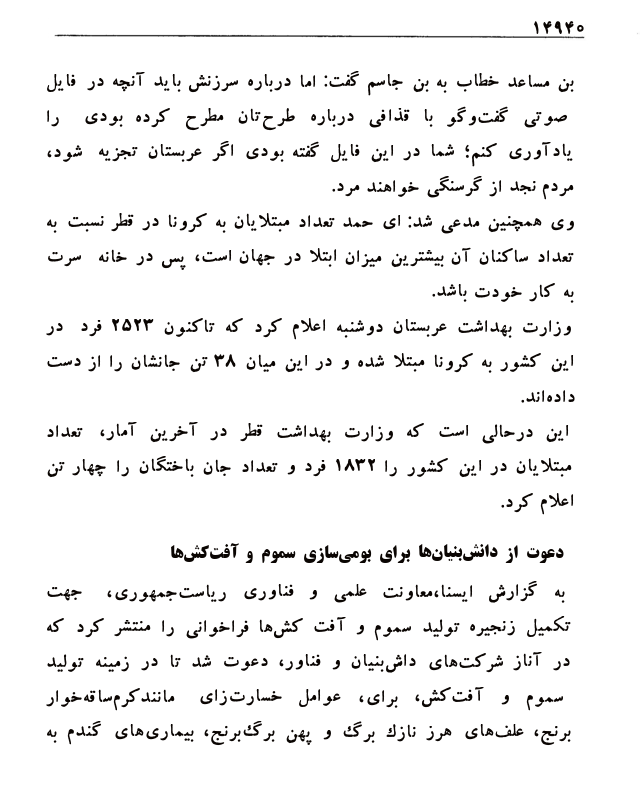 ۱۴۹۴۰
بن مساعد خطاب به بن جاسم گفت: اما درباره سرزنش باید آنچه در فایل
صوتی گفت‌وگو با قذافی درباره طرح‌تان مطرح کرده بودی را
یادآوری کنم؛ شما در این فایل گفته بودی اگر عربستان تجزیه شود،
مردم نجد از گرسنگی خواهند مرد.
وی همچنین مدعی شد: ای حمد تعداد مبتلایان به کرونا در قطر نسبت به
تعداد ساکنان آن بیشترین میزان ابتلا در جهان است، پس در خانه سرت
به کار خودت باشد.
وزارت بهداشت عربستان دوشنبه اعلام کرد که تاکنون ۲۵۲۳ فرد در
این کشور به کرونا مبتلا شده و در این میان ۳۸ تن جانشان را از دست
داده‌اند.
این درحالی است که وزارت بهداشت قطر در آخرین آمار، تعداد
مبتلایان در این کشور را ۱۸۳۲ فرد و تعداد جان باختگان را چهار تن
اعلام کرد.
دعوت از دانش‌بنیان‌ها برای بومی‌سازی سموم و آفت‌کش‌ها
به گزارش ایسنا،معاونت علمی و فناوری ریاست‌جمهوری، جهت
تکمیل زنجیره تولید سموم و آفت کش‌ها فراخوانی را منتشر کرد که
در آناز شرکت‌های داش‌بنیان و فناور، دعوت شد تا در زمینه تولید
سموم و آفت‌کش، برای، عوامل خسارت‌زای مانندکرم‌ساقه‌خوار
برنج، علف‌های هرز نازك برگ و پهن برگ‌برنج، بیماری‌های گندم به